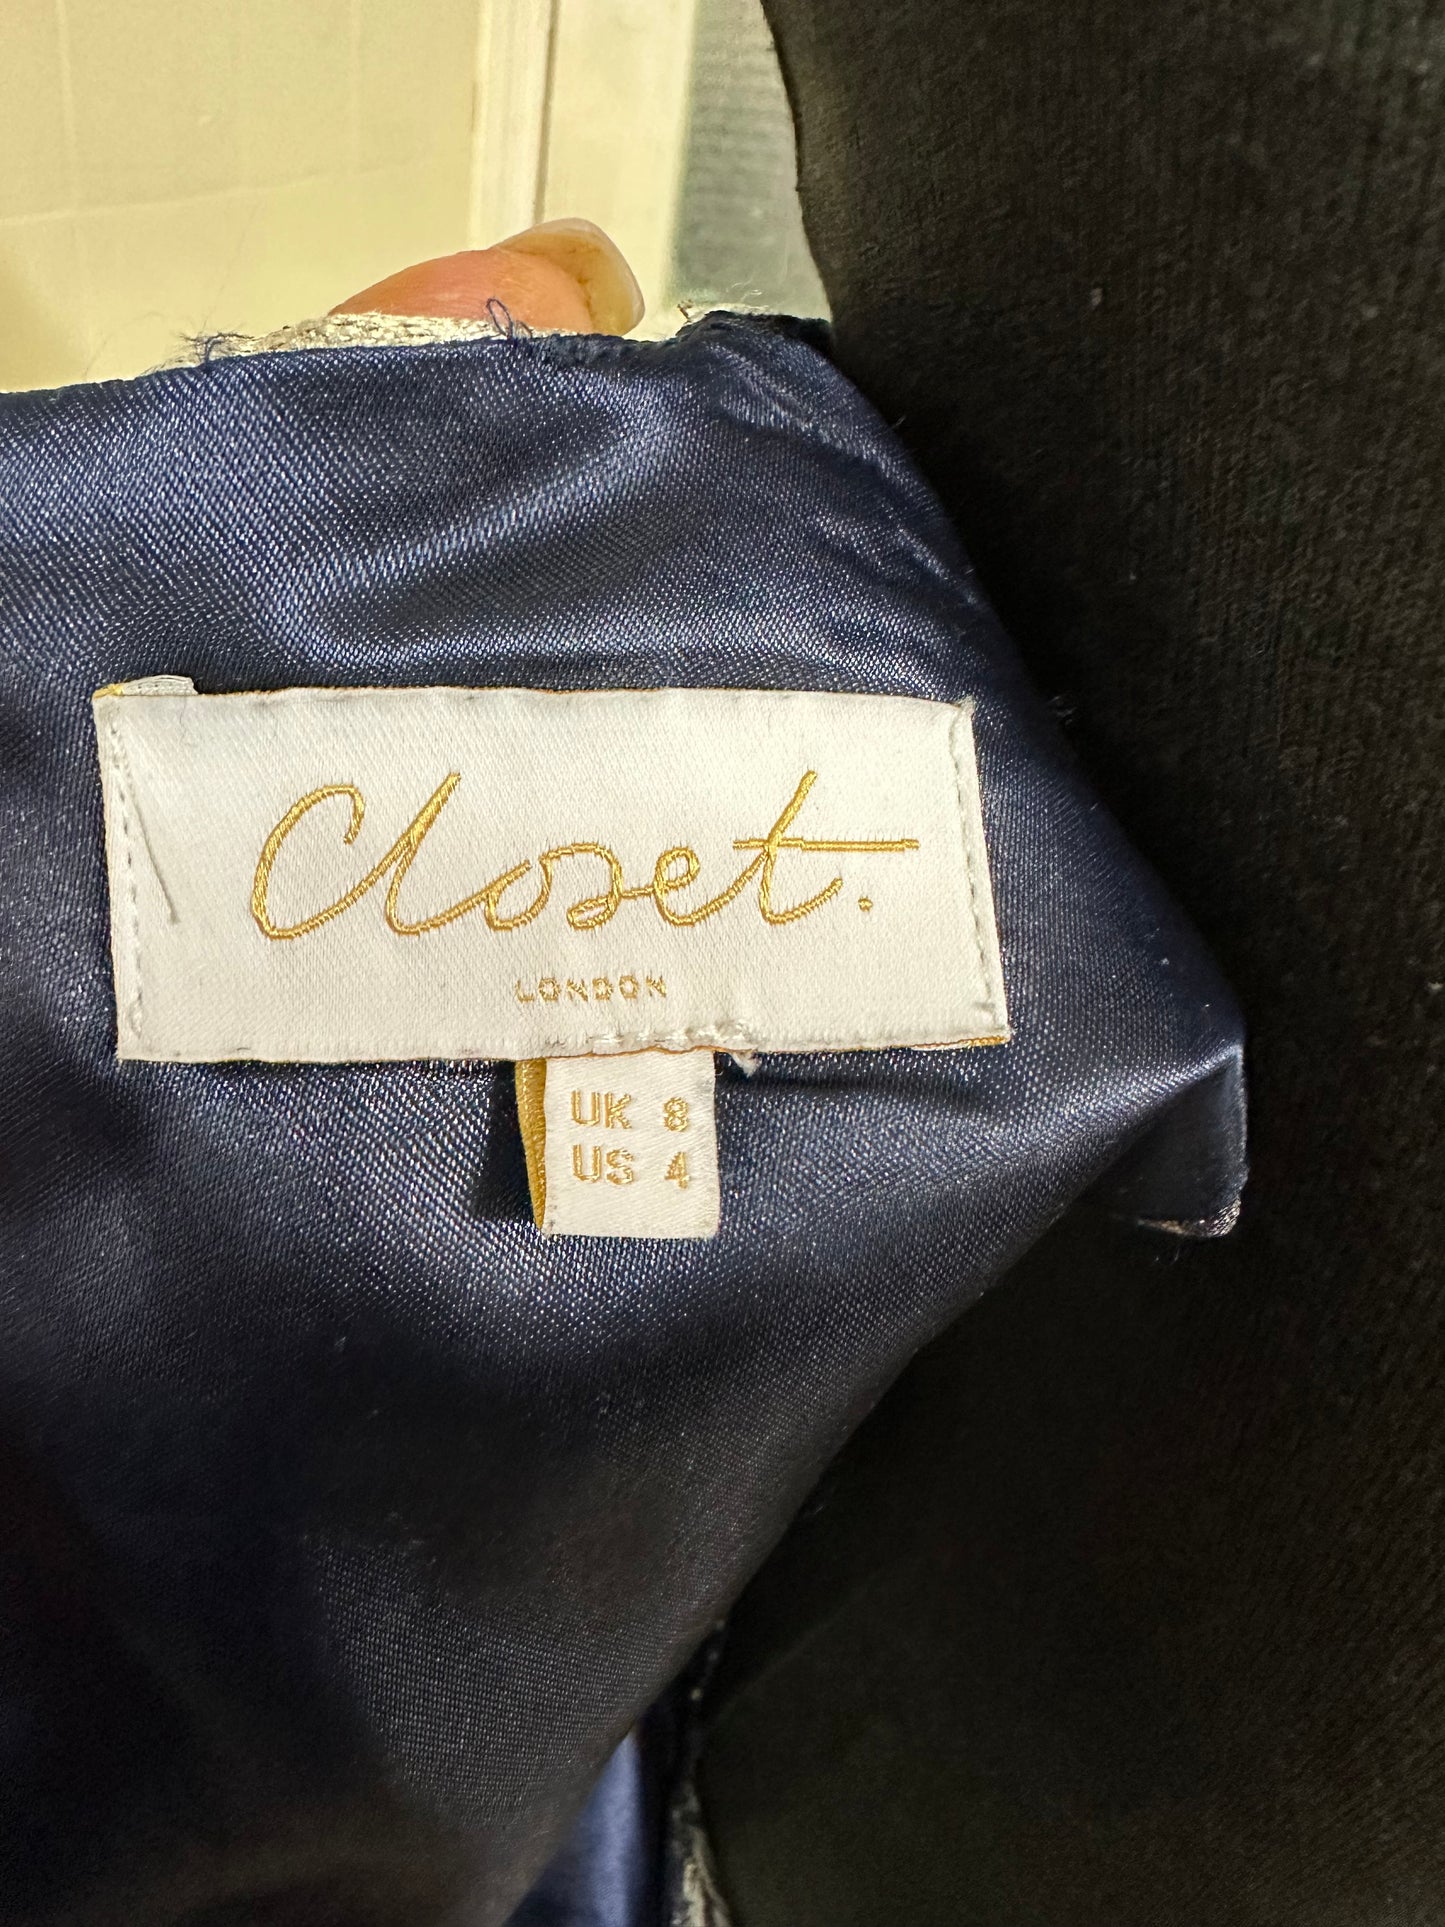 Closet.
LONDON
UK 8
US 4